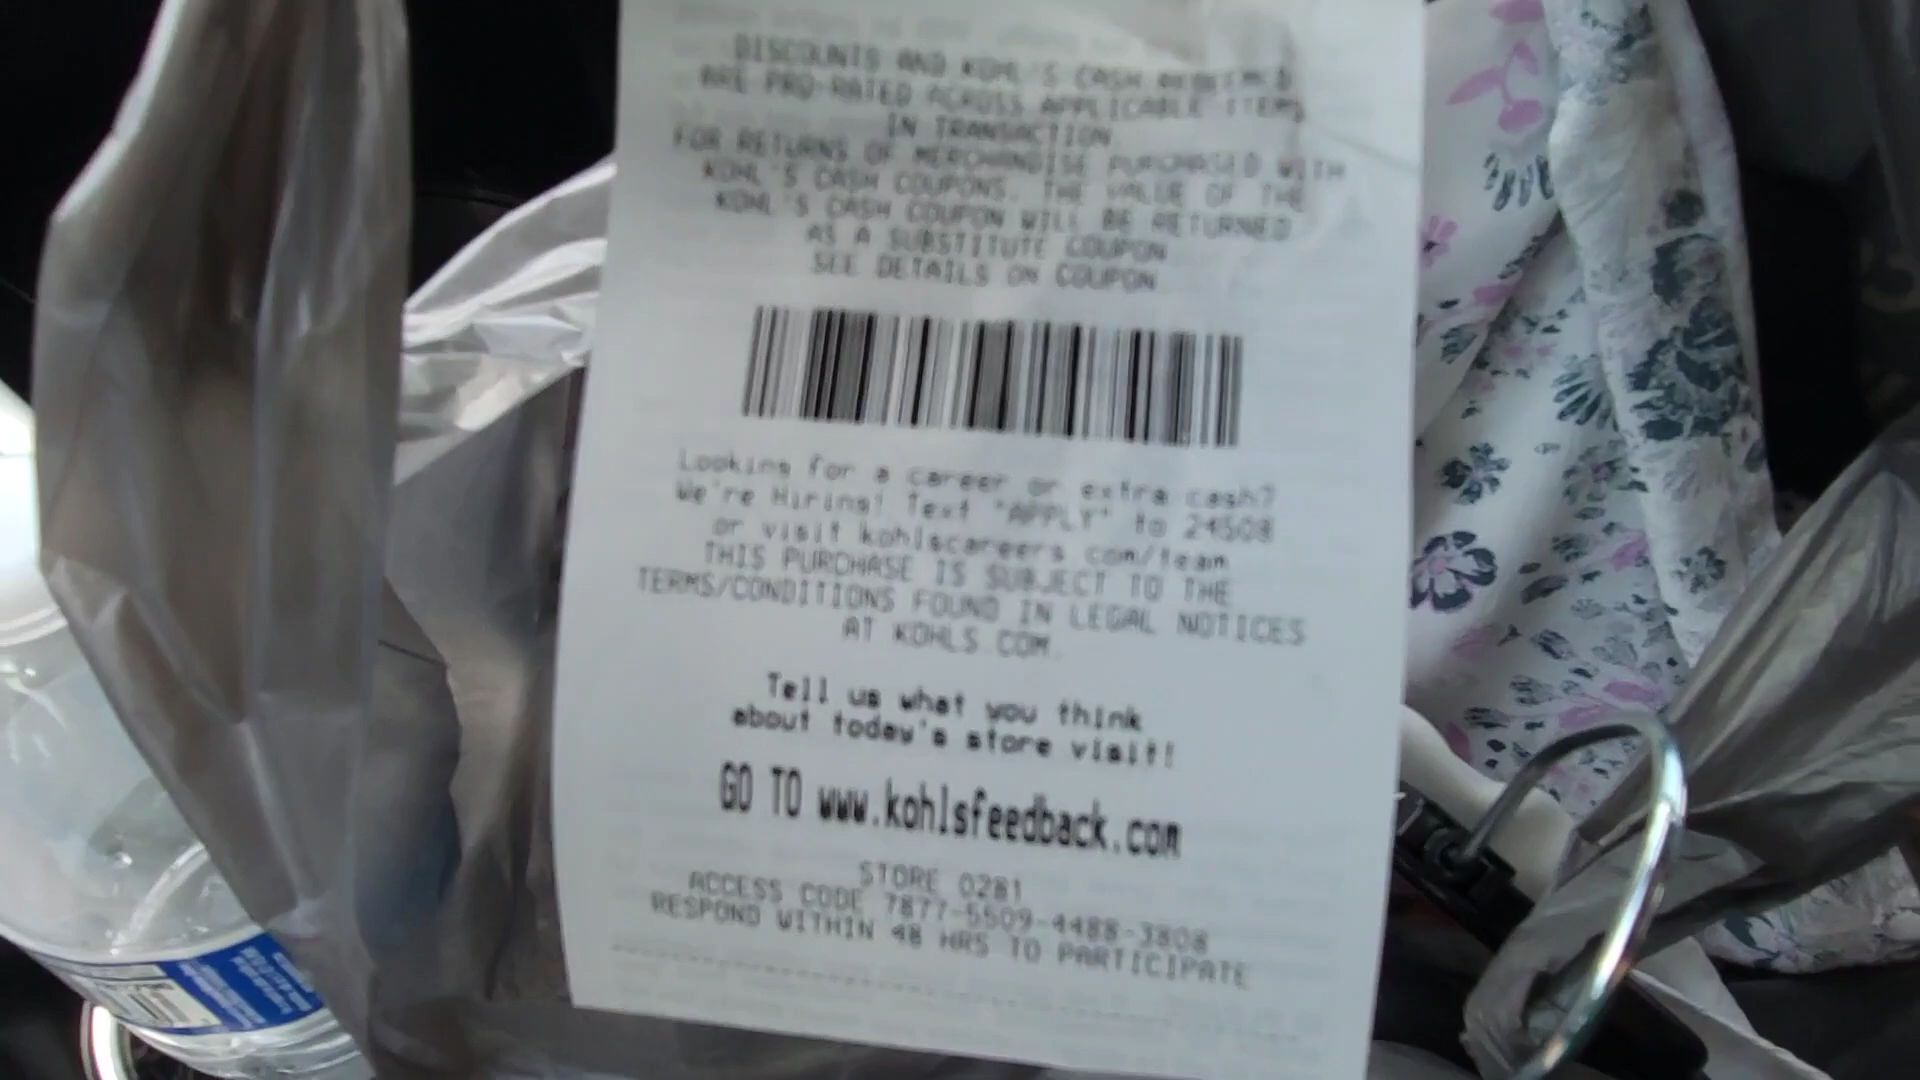 DISCOUNTS AND KOHL'S CASH REDEEMED
ARE PRO-RATED ACROSS APPLICABLE ITEMS
IN TRANSACTION
FOR RETURNS OF MERCHANDISE PURCHASED WITH
KOHL'S CASH COUPONS, THE VALUE OF THE
KOHL'S CASH COUPON WILL BE RETURNED
AS A SUBSTITUTE COUPON
SEE DETAILS ON COUPON
Looking for a career or extra cash?
We're Hiring! Text "APPLY" to 24508
or visit kohlscareers.com/team
THIS PURCHASE IS SUBJECT TO THE
TERMS/CONDITIONS FOUND IN LEGAL NOTICES
AT KOHLS.COM.
Tell us what you think
about today's store visit!
GO TO www.kohlsfeedback.com
STORE 0281
ACCESS CODE 7877-5509-4488-3808
RESPOND WITHIN 48 HRS TO PARTICIPATE